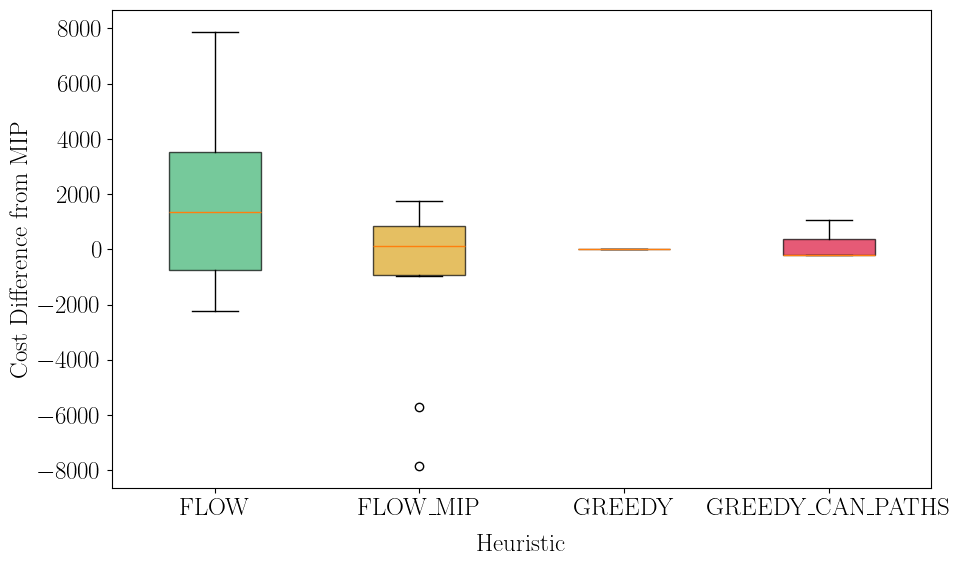 Cost Difference from MIP
8000
6000
4000
2000
0
−2000
−4000
−6000
−8000
FLOW
FLOW_MIP
GREEDY
GREEDY_CAN_PATHS
Heuristic